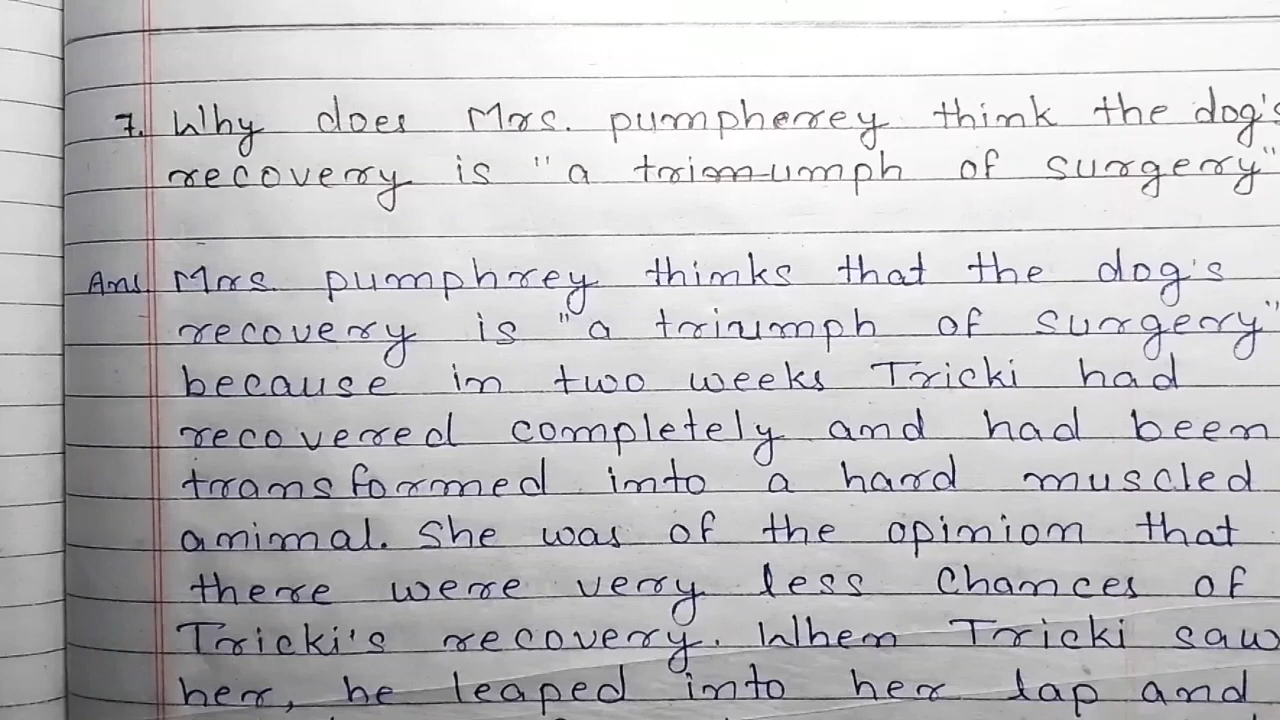 7. Why does Mrs. pumpherey think the dog's
recovery is "a trimumph of surgery"
Ans Mrs. pumphrey thinks that the dog's
recovery is "a triumph of surgery"
because in two weeks Tricki had
recovered completely and had been
transformed into a hard muscled
animal. She was of the opinion that
there were very less chances of
Tricki's recovery. When Tricki saw
her, he leaped into her lap and